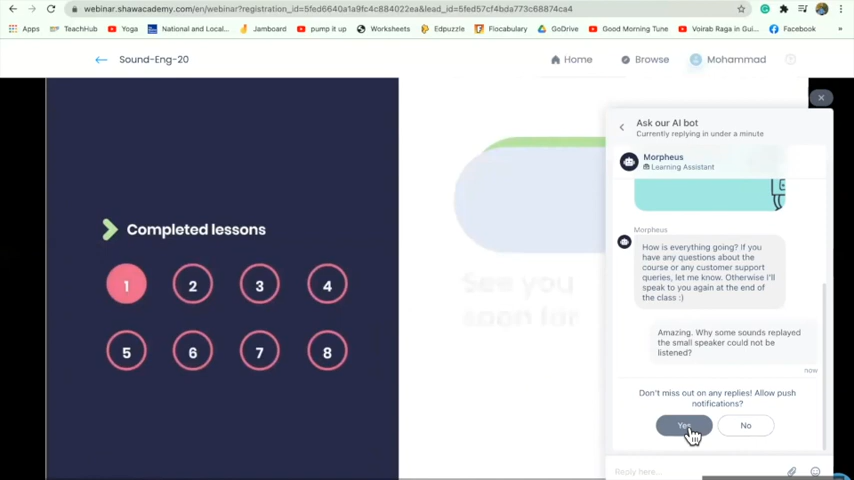 webinar.shawacademy.com/en/webinar?registration_id=5fed6640a1a9fc4c884022ea&lead_id=5fed57cf4bda773c68874ca4
Apps TeachHub Yoga National and Local... Jamboard pump it up Worksheets Edpuzzle Flocabulary GoDrive Good Morning Tune Voirab Raga in Gui... Facebook »
Sound-Eng-20 Home Browse Mohammad
Ask our AI bot
Currently replying in under a minute
Morpheus
Learning Assistant
Completed lessons
1 2 3 4
5 6 7 8
See you
soon for
Morpheus
How is everything going? If you
have any questions about the
course or any customer support
queries, let me know. Otherwise I'll
speak to you again at the end of
the class :)
Amazing. Why some sounds replayed
the small speaker could not be
listened?
now
Don't miss out on any replies! Allow push
notifications?
Yes No
Reply here...